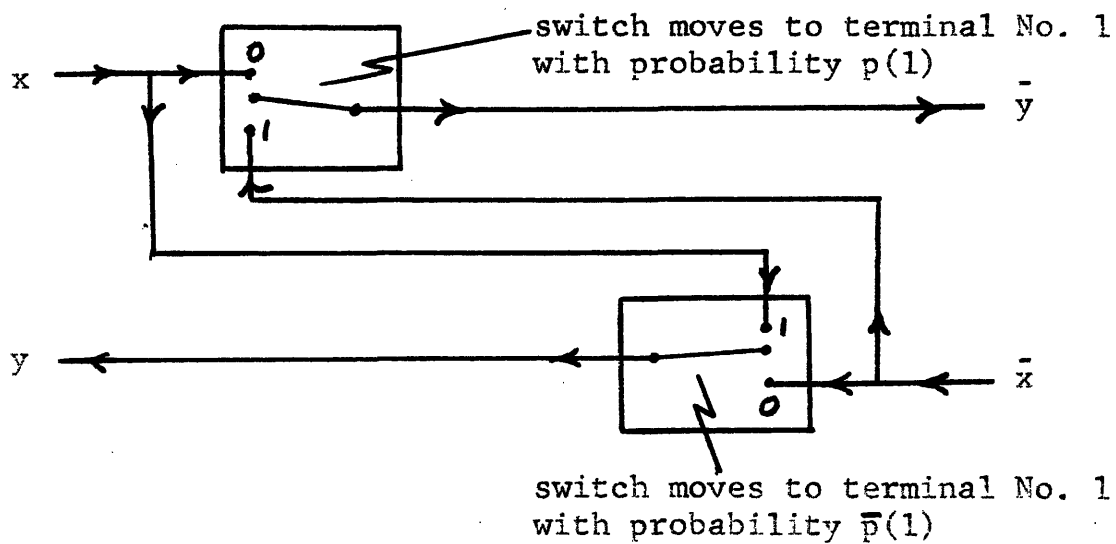 switch moves to terminal No. 1
with probability p(1)
0
x
ȳ
1
1
y
x̄
0
switch moves to terminal No. 1
with probability p̄(1)